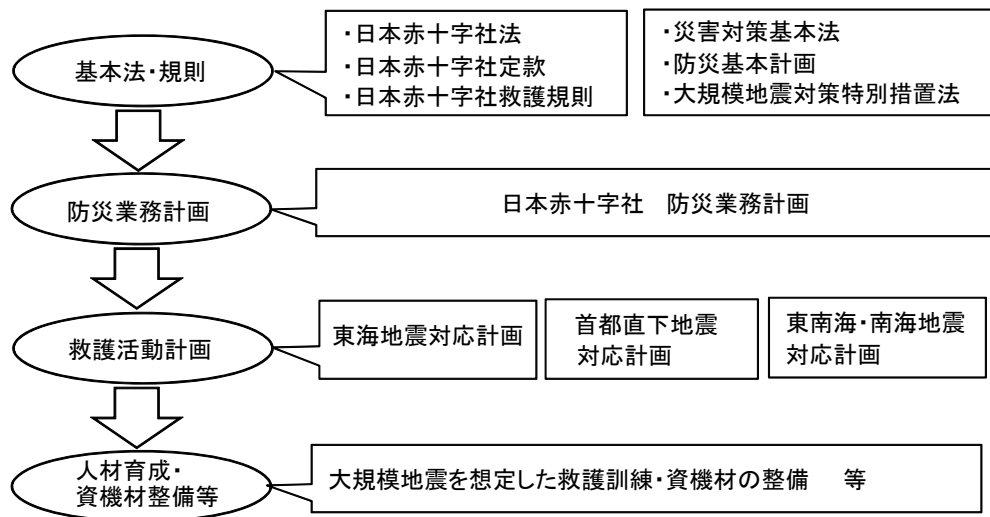 基本法・規則
・日本赤十字社法
・日本赤十字社定款
・日本赤十字社救護規則
・災害対策基本法
・防災基本計画
・大規模地震対策特別措置法
防災業務計画
日本赤十字社　防災業務計画
救護活動計画
東海地震対応計画
首都直下地震
対応計画
東南海・南海地震
対応計画
人材育成・
資機材整備等
大規模地震を想定した救護訓練・資機材の整備　等